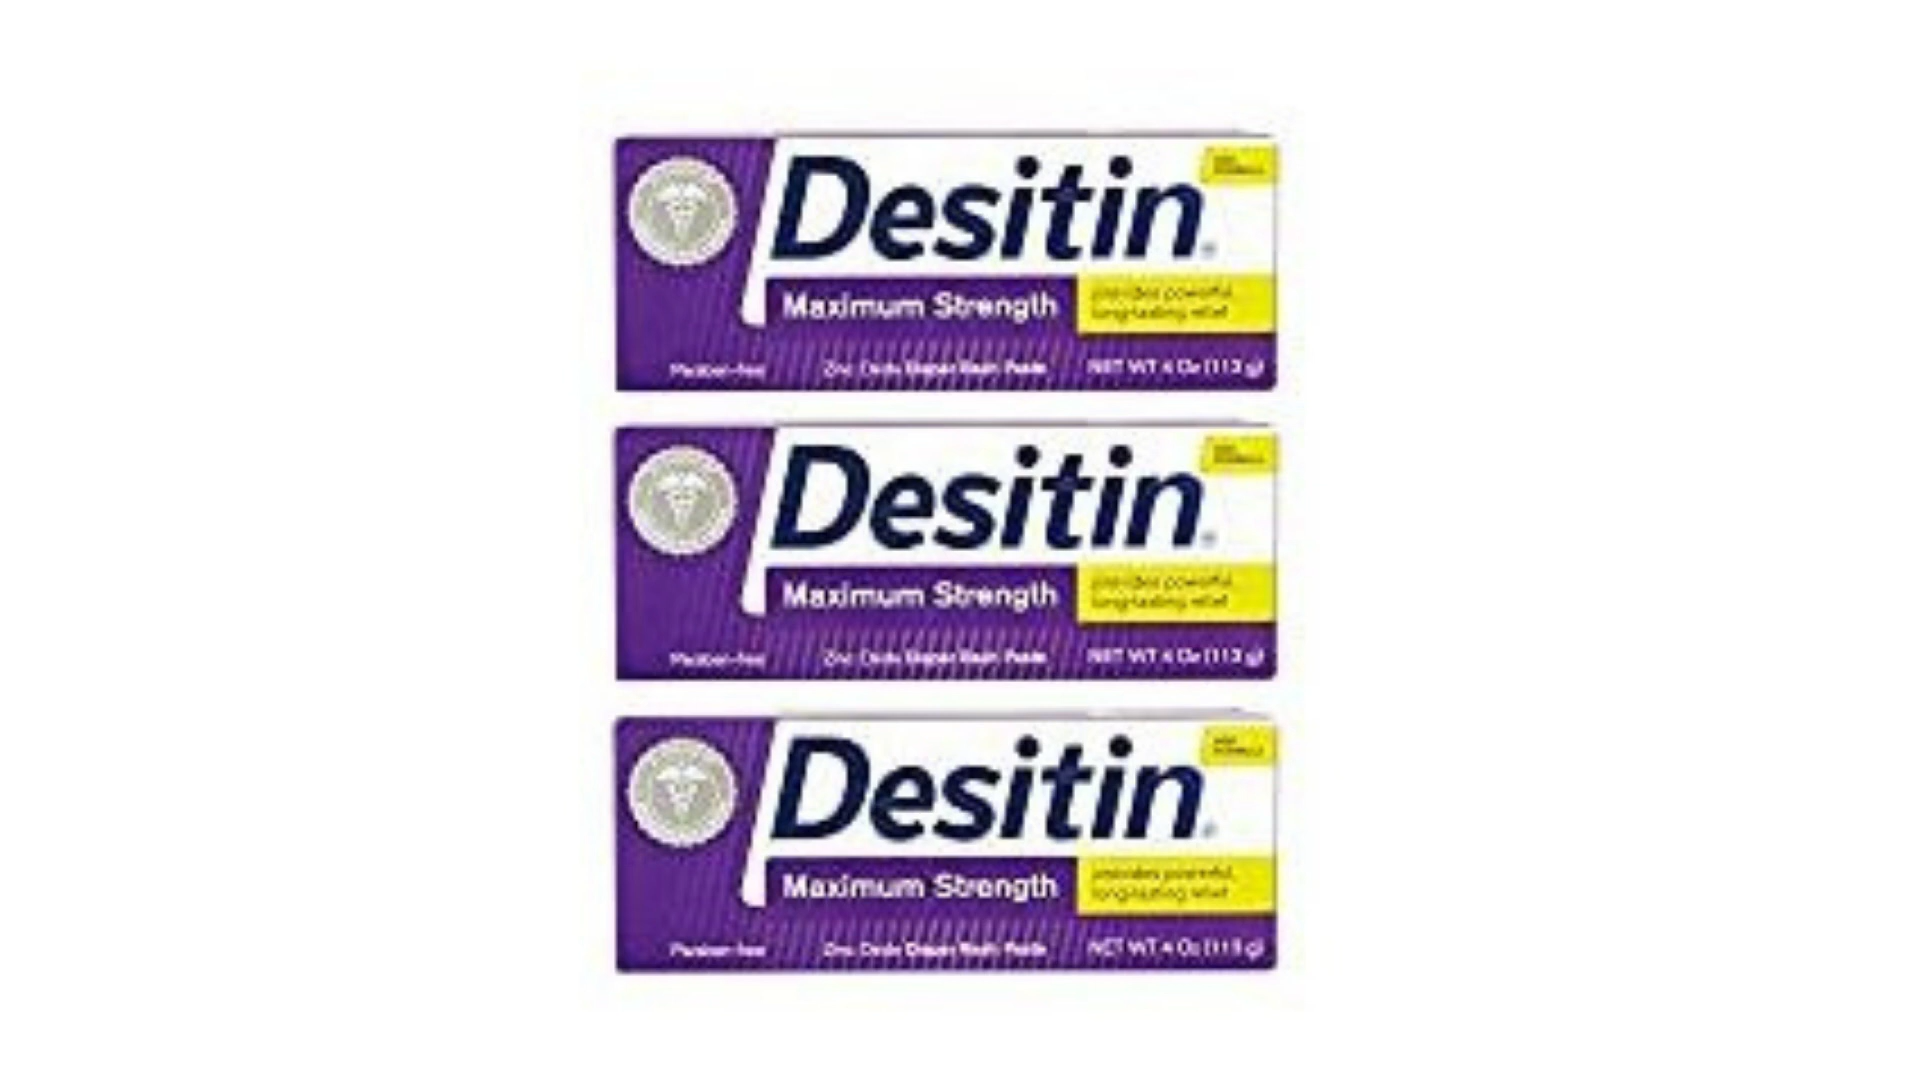 Desitin
Maximum Strength
provides powerful,
long-lasting relief
Paraben-free
Zinc Oxide Diaper Rash Paste
NET WT 4 Oz (113 g)
Desitin
Maximum Strength
provides powerful,
long-lasting relief
Paraben-free
Zinc Oxide Diaper Rash Paste
NET WT 4 Oz (113 g)
Desitin
Maximum Strength
provides powerful,
long-lasting relief
Paraben-free
Zinc Oxide Diaper Rash Paste
NET WT 4 Oz (113 g)